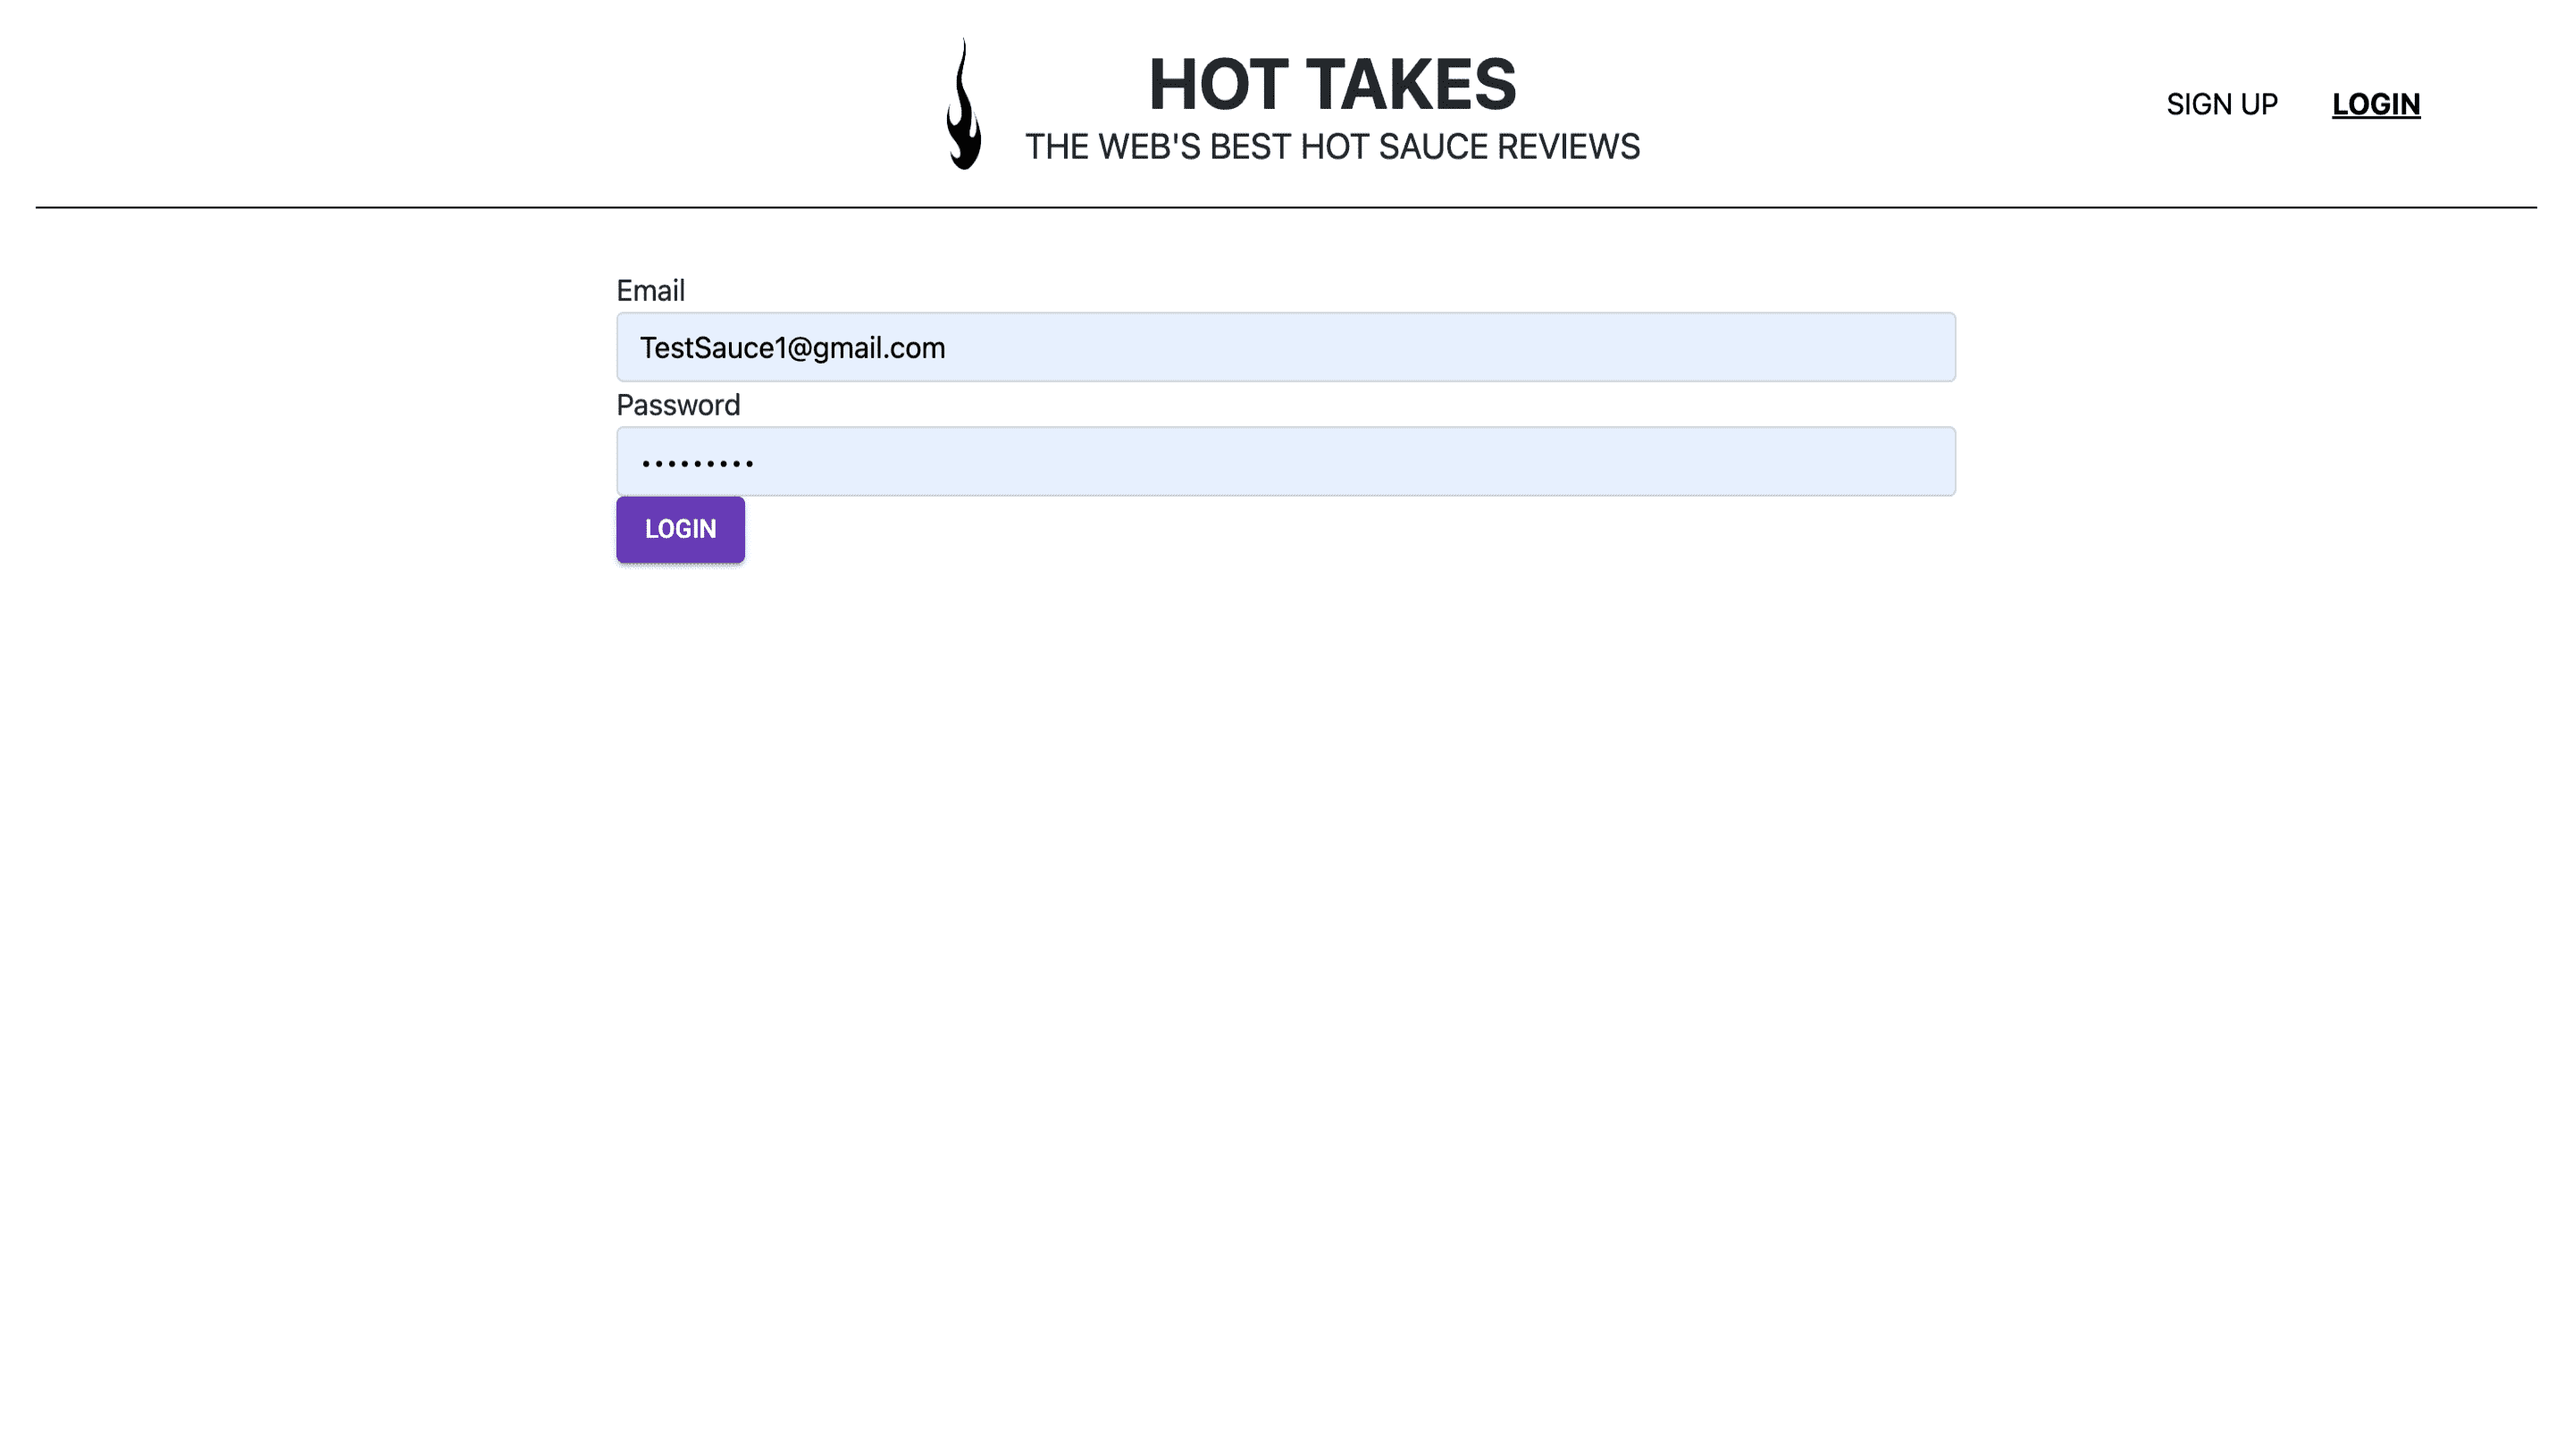 HOT TAKES
THE WEB'S BEST HOT SAUCE REVIEWS
SIGN UP LOGIN
Email
TestSauce1@gmail.com
Password
•••••••••
LOGIN